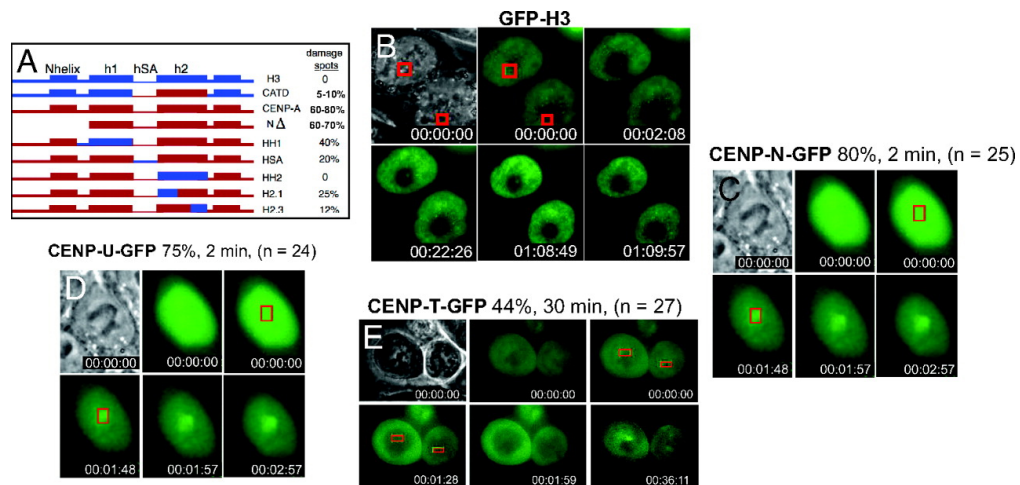 GFP-H3
A
damage
spots
Nhelix h1 hSA h2
H3 0
CATD 5-10%
CENP-A 60-80%
N Δ 60-70%
HH1 40%
HSA 20%
HH2 0
H2.1 25%
H2.3 12%
B
00:00:00 00:00:00 00:02:08
00:22:26 01:08:49 01:09:57
CENP-N-GFP 80%, 2 min, (n = 25)
C
00:00:00 00:00:00 00:00:00
00:01:48 00:01:57 00:02:57
CENP-U-GFP 75%, 2 min, (n = 24)
D
00:00:00 00:00:00 00:00:00
00:01:48 00:01:57 00:02:57
CENP-T-GFP 44%, 30 min, (n = 27)
E
00:00:00 00:00:00 00:00:00
00:01:28 00:01:59 00:36:11